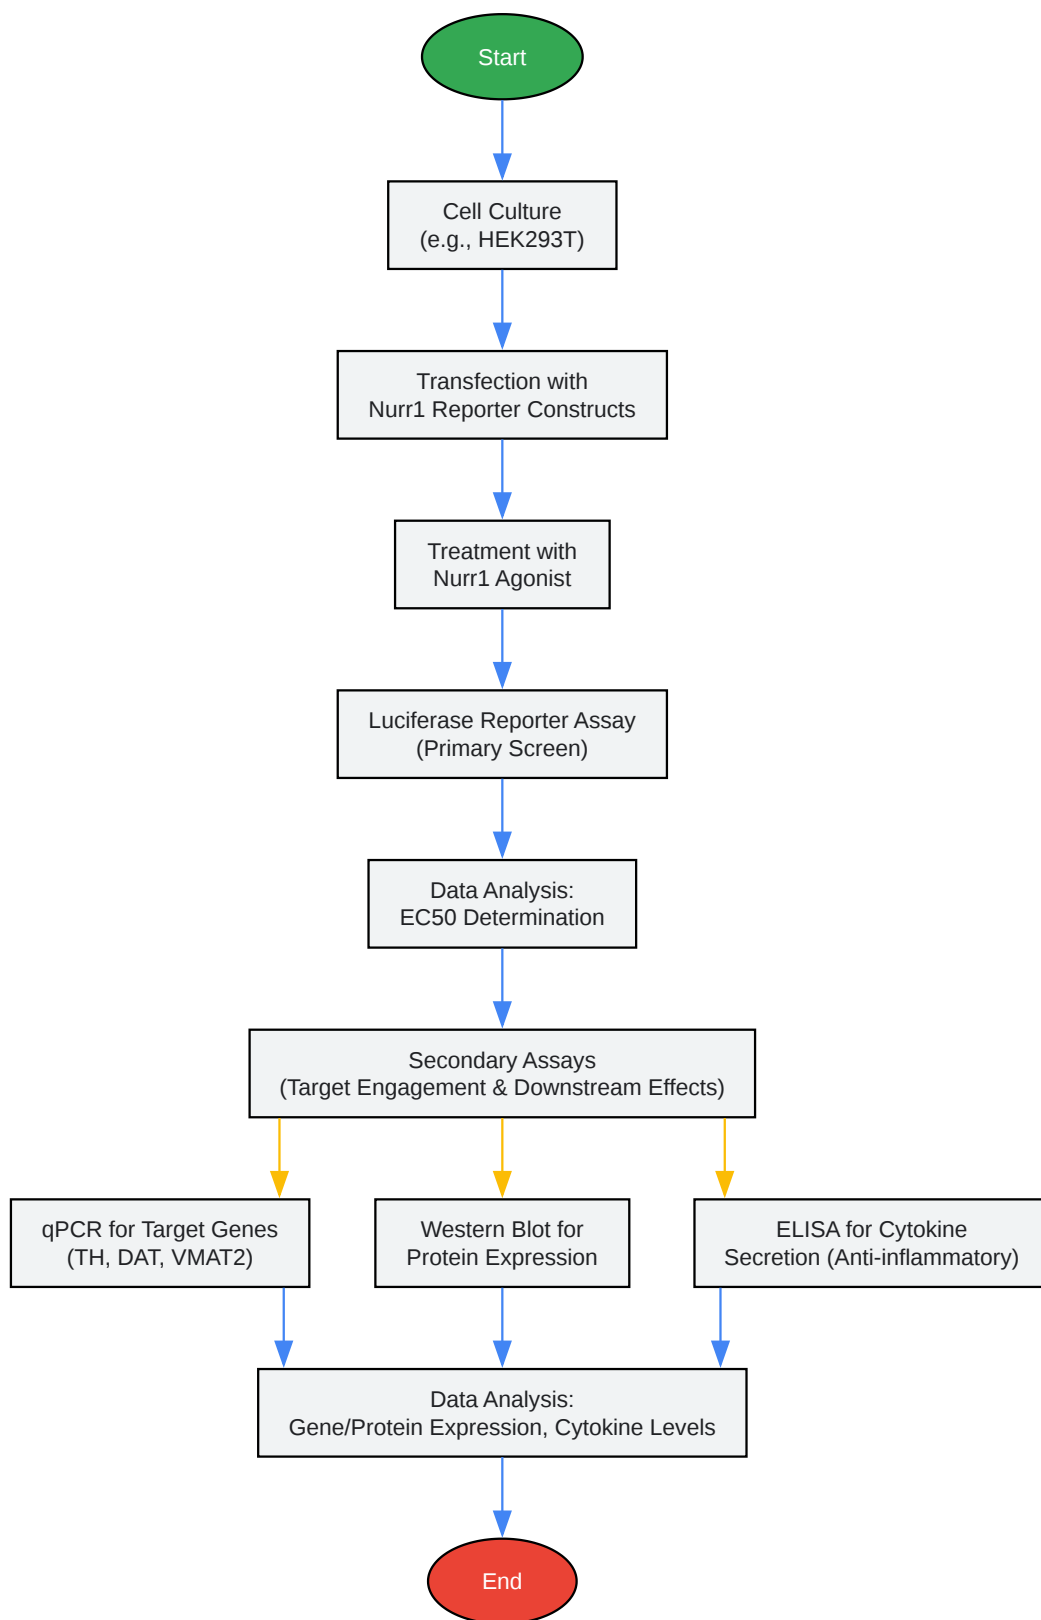 Start
Cell Culture
(e.g., HEK293T)
Transfection with
Nurr1 Reporter Constructs
Treatment with
Nurr1 Agonist
Luciferase Reporter Assay
(Primary Screen)
Data Analysis:
EC50 Determination
Secondary Assays
(Target Engagement & Downstream Effects)
qPCR for Target Genes
(TH, DAT, VMAT2)
Western Blot for
Protein Expression
ELISA for Cytokine
Secretion (Anti-inflammatory)
Data Analysis:
Gene/Protein Expression, Cytokine Levels
End